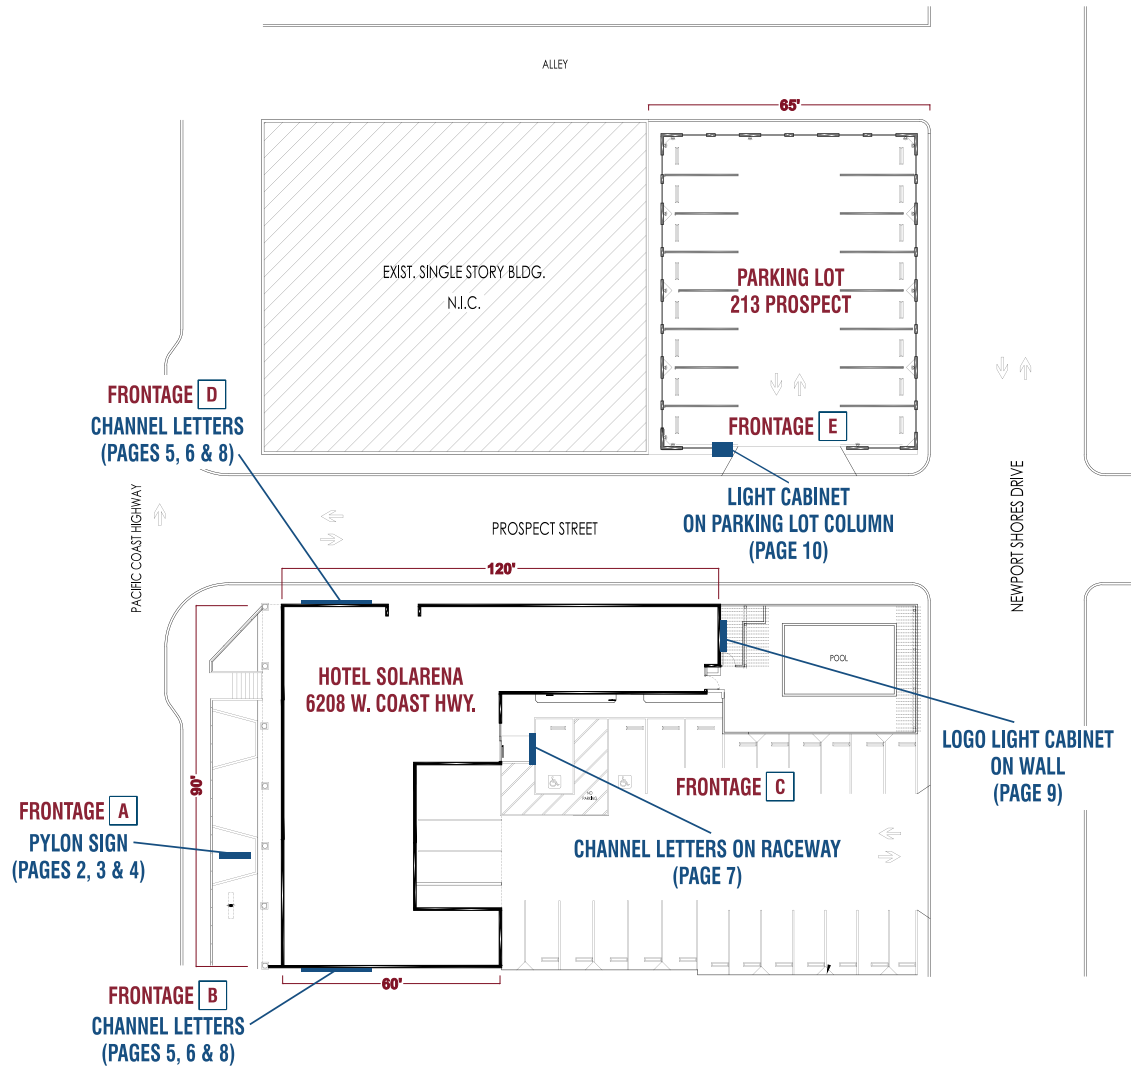 ALLEY
65'
EXIST. SINGLE STORY BLDG.
N.I.C.
PARKING LOT
213 PROSPECT
FRONTAGE D
CHANNEL LETTERS
(PAGES 5, 6 & 8)
FRONTAGE E
LIGHT CABINET
ON PARKING LOT COLUMN
(PAGE 10)
PACIFIC COAST HIGHWAY
PROSPECT STREET
NEWPORT SHORES DRIVE
120'
HOTEL SOLARENA
6208 W. COAST HWY.
POOL
LOGO LIGHT CABINET
ON WALL
(PAGE 9)
90'
FRONTAGE C
NO
PARKING
FRONTAGE A
PYLON SIGN
(PAGES 2, 3 & 4)
CHANNEL LETTERS ON RACEWAY
(PAGE 7)
60'
FRONTAGE B
CHANNEL LETTERS
(PAGES 5, 6 & 8)